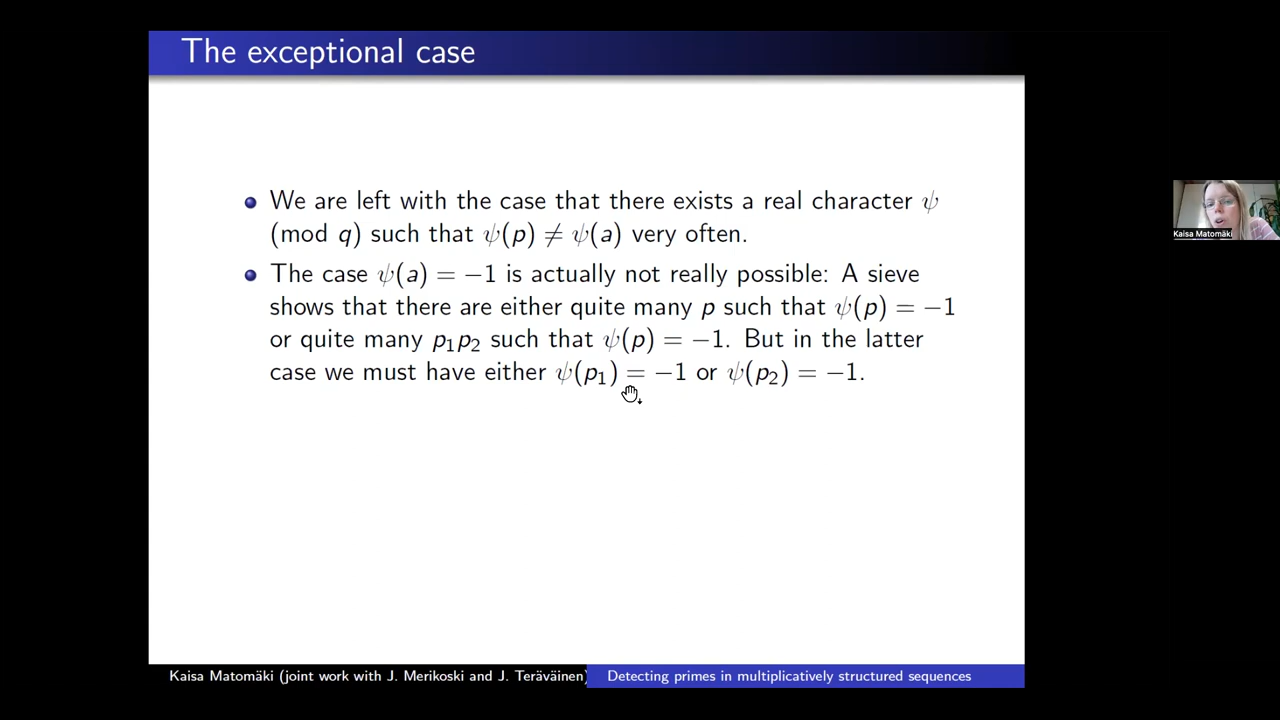 The exceptional case
We are left with the case that there exists a real character ψ
(mod q) such that ψ(p) ≠ ψ(a) very often.
The case ψ(a) = −1 is actually not really possible: A sieve
shows that there are either quite many p such that ψ(p) = −1
or quite many p₁p₂ such that ψ(p) = −1. But in the latter
case we must have either ψ(p₁) = −1 or ψ(p₂) = −1.
Kaisa Matomäki
Kaisa Matomäki (joint work with J. Merikoski and J. Teräväinen)
Detecting primes in multiplicatively structured sequences